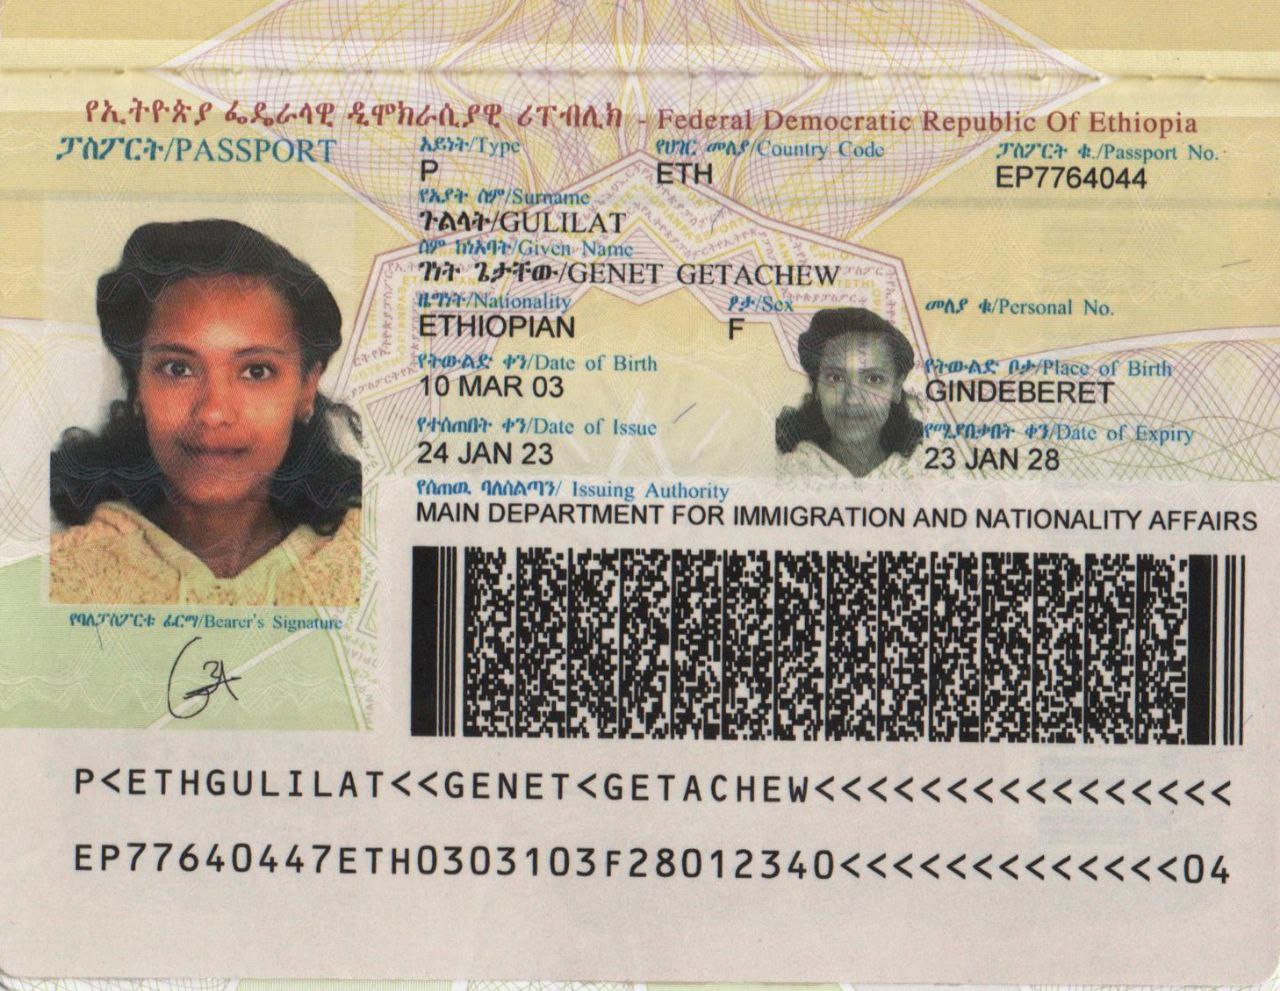 የኢትዮጵያ ፌዴራላዊ ዲሞክራሲያዊ ሪፐብሊክ - Federal Democratic Republic Of Ethiopia
ፓስፖርት/PASSPORT
አይነት/Type
P
የሀገር መለያ/Country Code
ETH
ፓስፖርት ቁ./Passport No.
EP7764044
የአያት ስም/Surname
ጉልላት/GULILAT
ስም ከነአባት/Given Name
ገነት ጌታቸው/GENET GETACHEW
ዜግነት/Nationality
ETHIOPIAN
ፆታ/Sex
F
መለያ ቁ/Personal No.
የትውልድ ቀን/Date of Birth
10 MAR 03
የትውልድ ቦታ/Place of Birth
GINDEBERET
የተሰጠበት ቀን/Date of Issue
24 JAN 23
የሚያበቃበት ቀን/Date of Expiry
23 JAN 28
የሰጠዉ ባለስልጣን/ Issuing Authority
MAIN DEPARTMENT FOR IMMIGRATION AND NATIONALITY AFFAIRS
የባለፓስፖርቱ ፊርማ/Bearer's Signature
P<ETHGULILAT<<GENET<GETACHEW<<<<<<<<<<<<<<<<
EP77640447ETH0303103F28012340<<<<<<<<<<<<<04